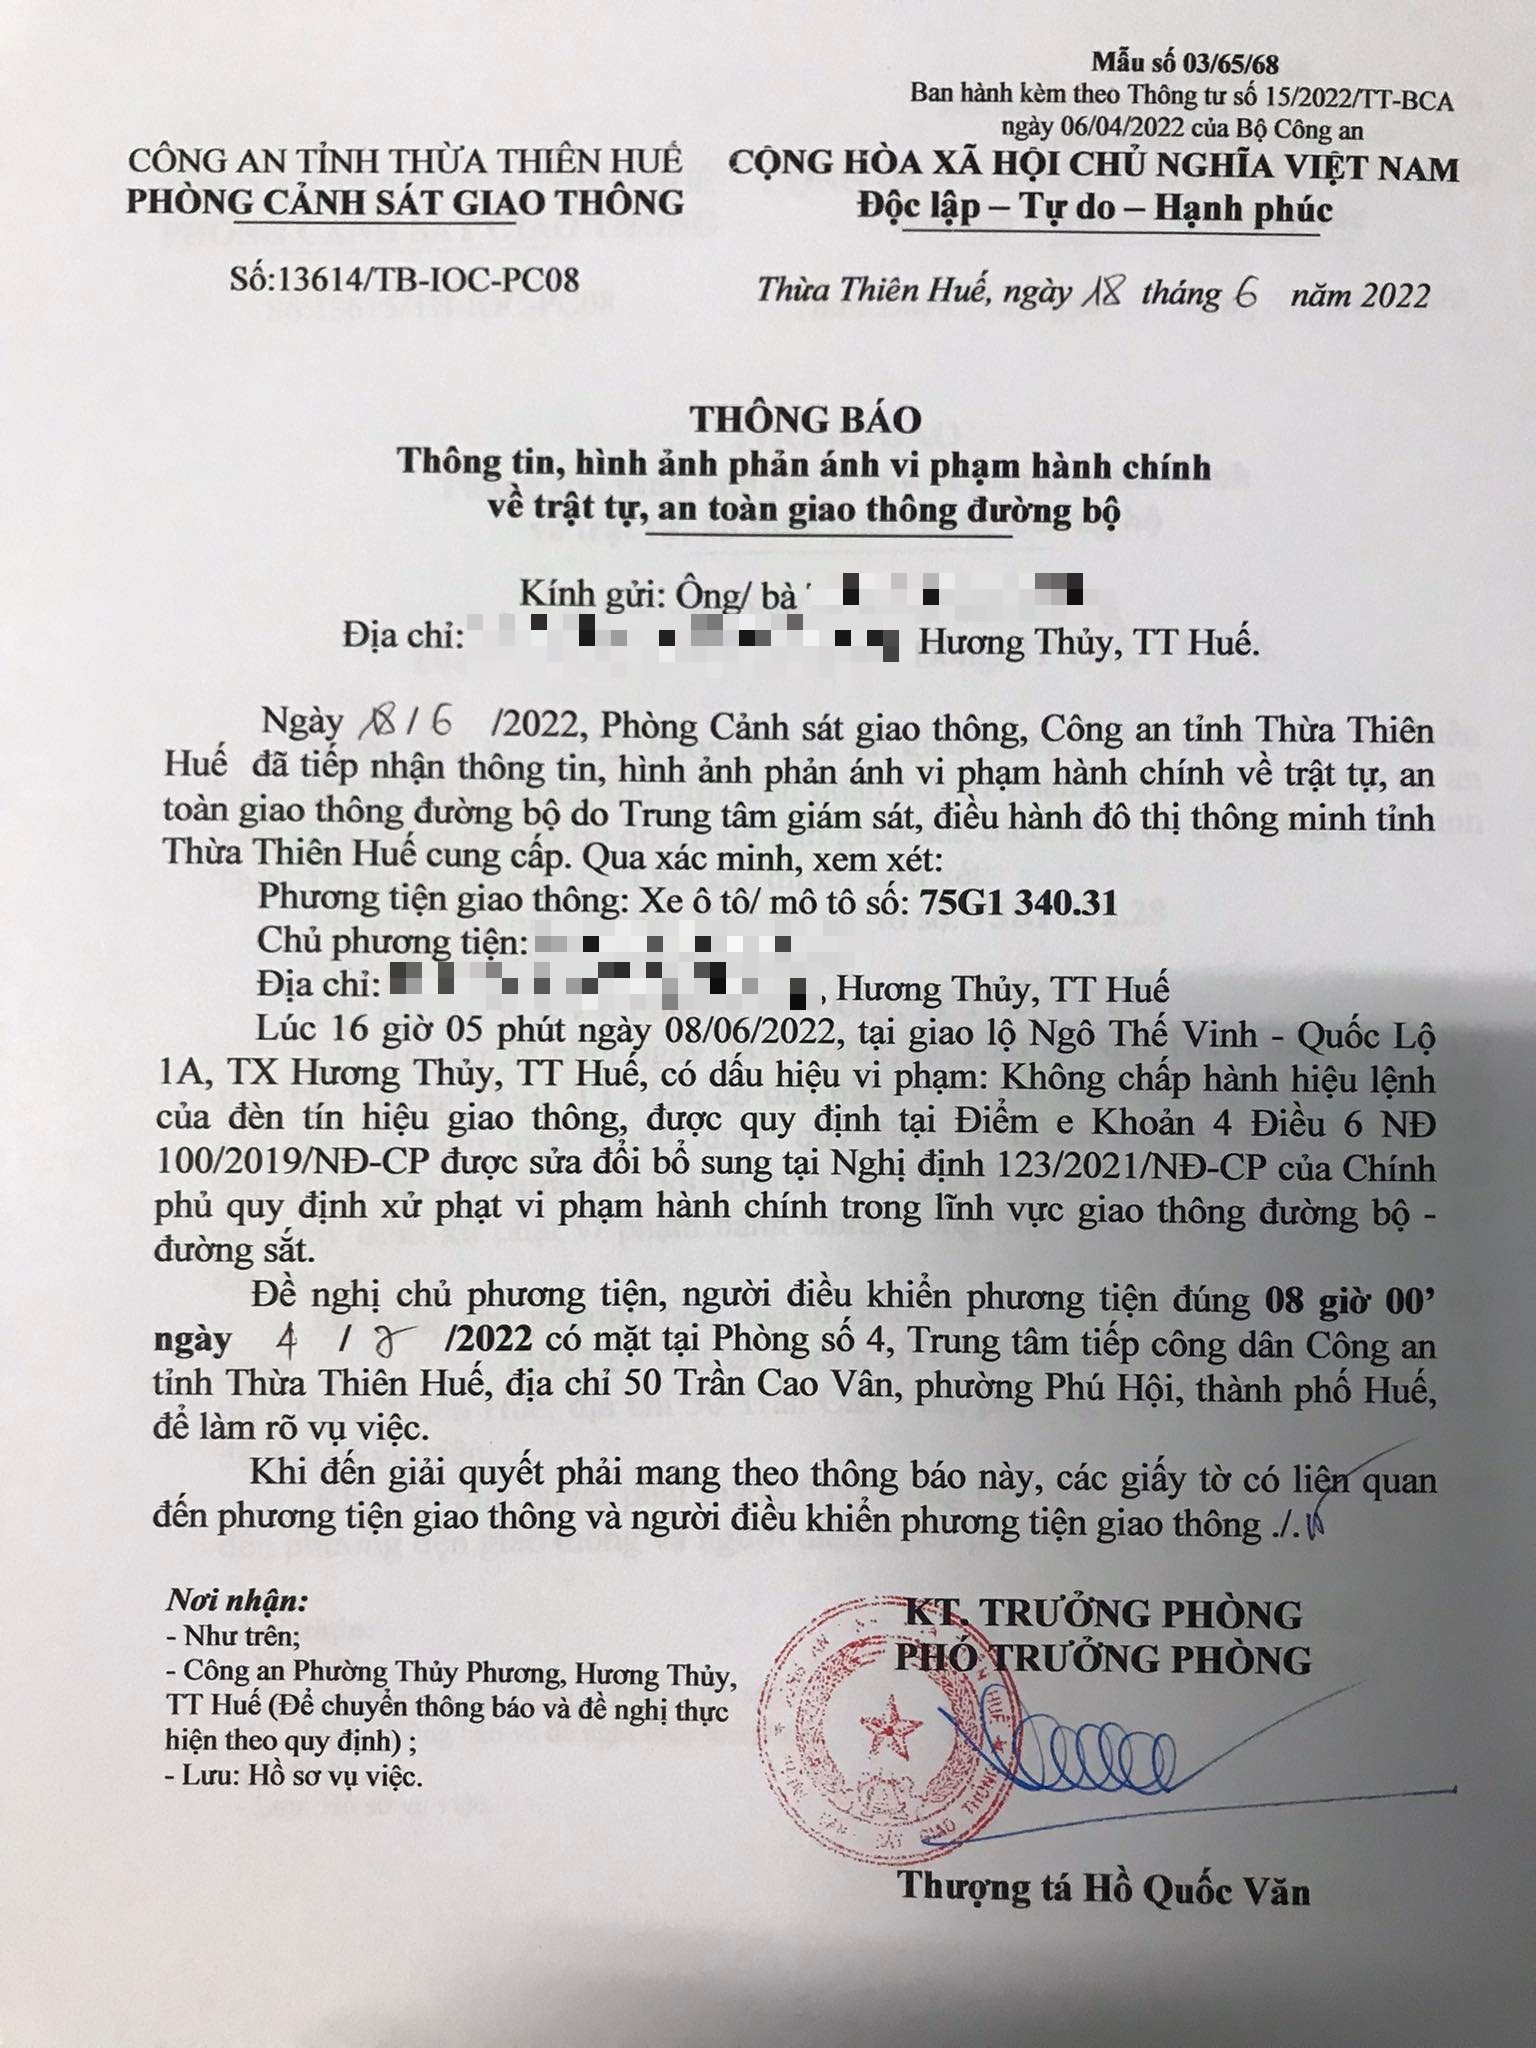 Mẫu số 03/65/68
Ban hành kèm theo Thông tư số 15/2022/TT-BCA
ngày 06/04/2022 của Bộ Công an
CÔNG AN TỈNH THỪA THIÊN HUẾ
PHÒNG CẢNH SÁT GIAO THÔNG
CỘNG HÒA XÃ HỘI CHỦ NGHĨA VIỆT NAM
Độc lập – Tự do – Hạnh phúc
Số:13614/TB-IOC-PC08
Thừa Thiên Huế, ngày 18 tháng 6 năm 2022
THÔNG BÁO
Thông tin, hình ảnh phản ánh vi phạm hành chính
về trật tự, an toàn giao thông đường bộ
Kính gửi: Ông/ bà
Địa chỉ: Hương Thủy, TT Huế.
Ngày 18/6 /2022, Phòng Cảnh sát giao thông, Công an tỉnh Thừa Thiên
Huế đã tiếp nhận thông tin, hình ảnh phản ánh vi phạm hành chính về trật tự, an
toàn giao thông đường bộ do Trung tâm giám sát, điều hành đô thị thông minh tỉnh
Thừa Thiên Huế cung cấp. Qua xác minh, xem xét:
Phương tiện giao thông: Xe ô tô/ mô tô số: 75G1 340.31
Chủ phương tiện:
Địa chỉ: , Hương Thủy, TT Huế
Lúc 16 giờ 05 phút ngày 08/06/2022, tại giao lộ Ngô Thế Vinh - Quốc Lộ
1A, TX Hương Thủy, TT Huế, có dấu hiệu vi phạm: Không chấp hành hiệu lệnh
của đèn tín hiệu giao thông, được quy định tại Điểm e Khoản 4 Điều 6 NĐ
100/2019/NĐ-CP được sửa đổi bổ sung tại Nghị định 123/2021/NĐ-CP của Chính
phủ quy định xử phạt vi phạm hành chính trong lĩnh vực giao thông đường bộ -
đường sắt.
Đề nghị chủ phương tiện, người điều khiển phương tiện đúng 08 giờ 00’
ngày 4 / /2022 có mặt tại Phòng số 4, Trung tâm tiếp công dân Công an
tỉnh Thừa Thiên Huế, địa chỉ 50 Trần Cao Vân, phường Phú Hội, thành phố Huế,
để làm rõ vụ việc.
Khi đến giải quyết phải mang theo thông báo này, các giấy tờ có liên quan
đến phương tiện giao thông và người điều khiển phương tiện giao thông ./.
Nơi nhận:
- Như trên;
- Công an Phường Thủy Phương, Hương Thủy,
TT Huế (Để chuyển thông báo và đề nghị thực
hiện theo quy định) ;
- Lưu: Hồ sơ vụ việc.
KT. TRƯỞNG PHÒNG
PHÓ TRƯỞNG PHÒNG
Thượng tá Hồ Quốc Văn